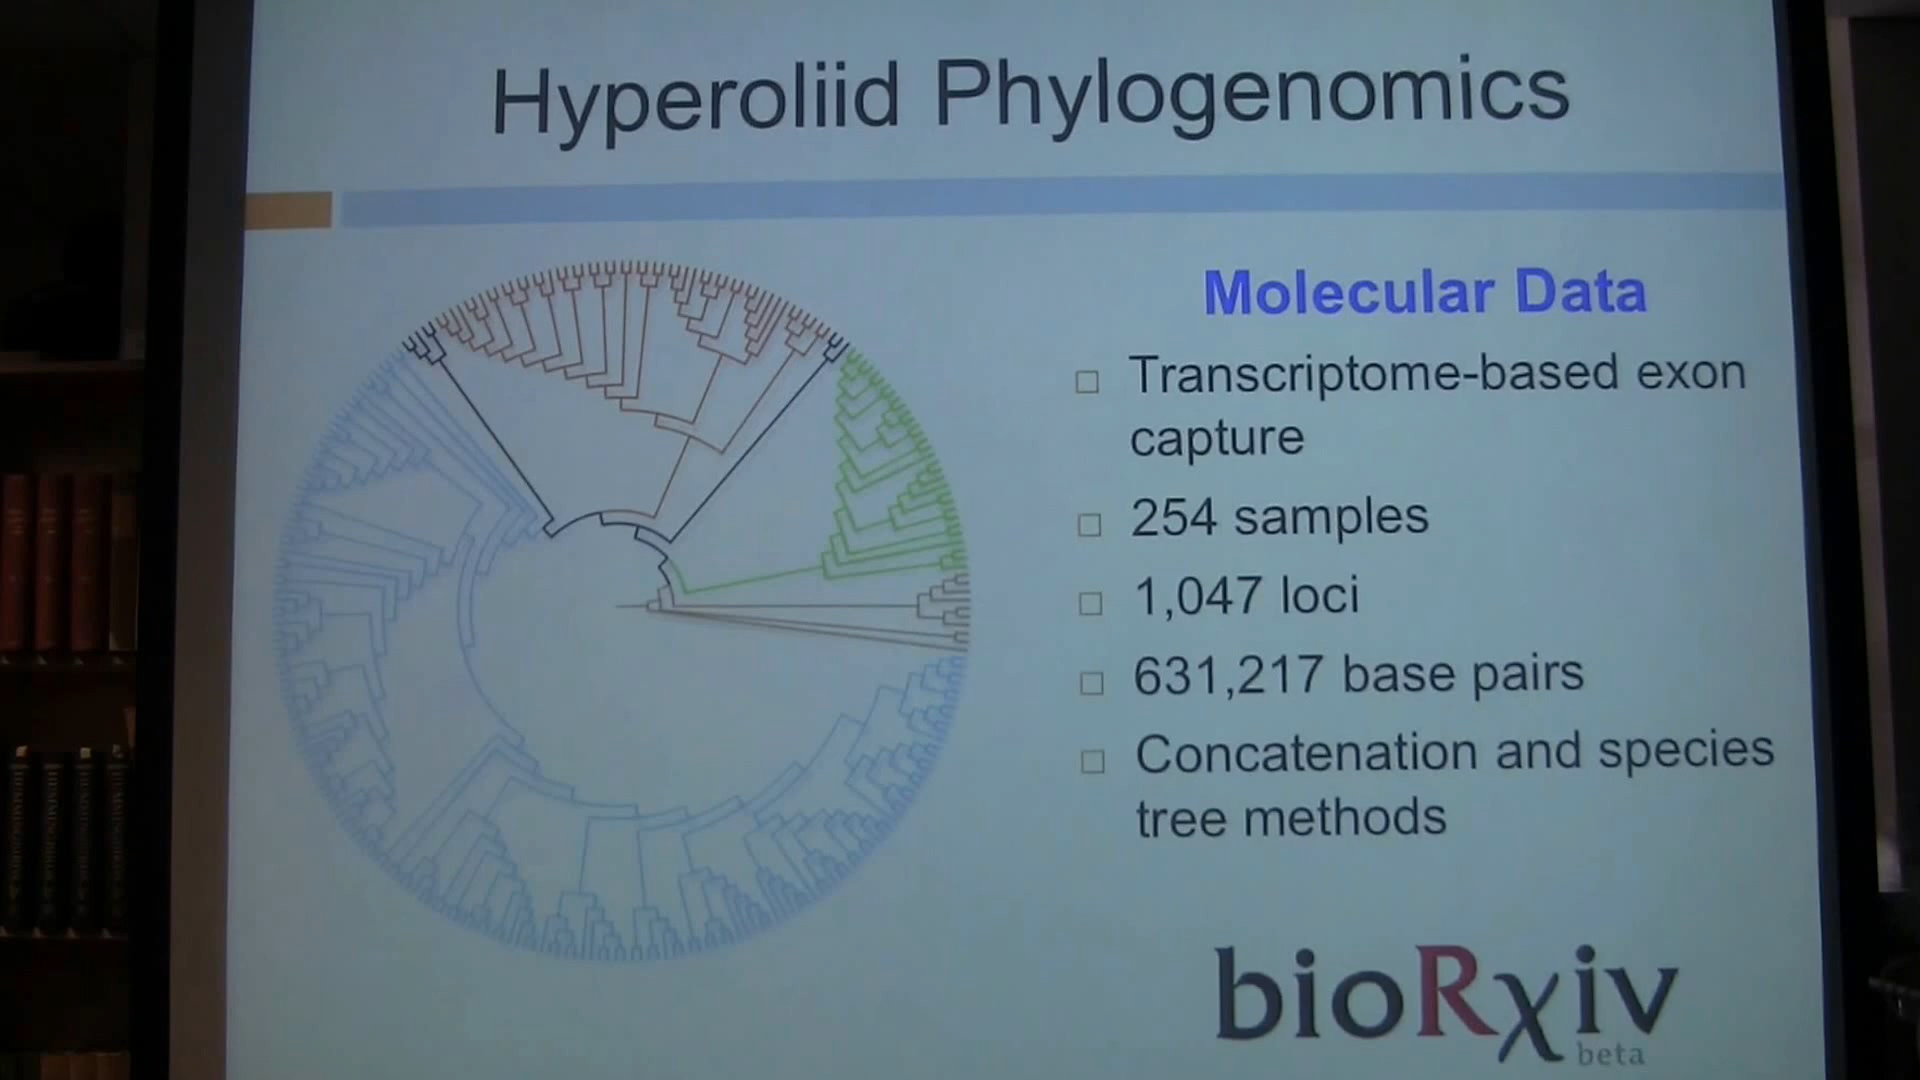 Hyperoliid Phylogenomics
Molecular Data
Transcriptome-based exon
capture
254 samples
1,047 loci
631,217 base pairs
Concatenation and species
tree methods
bioRχiv
beta